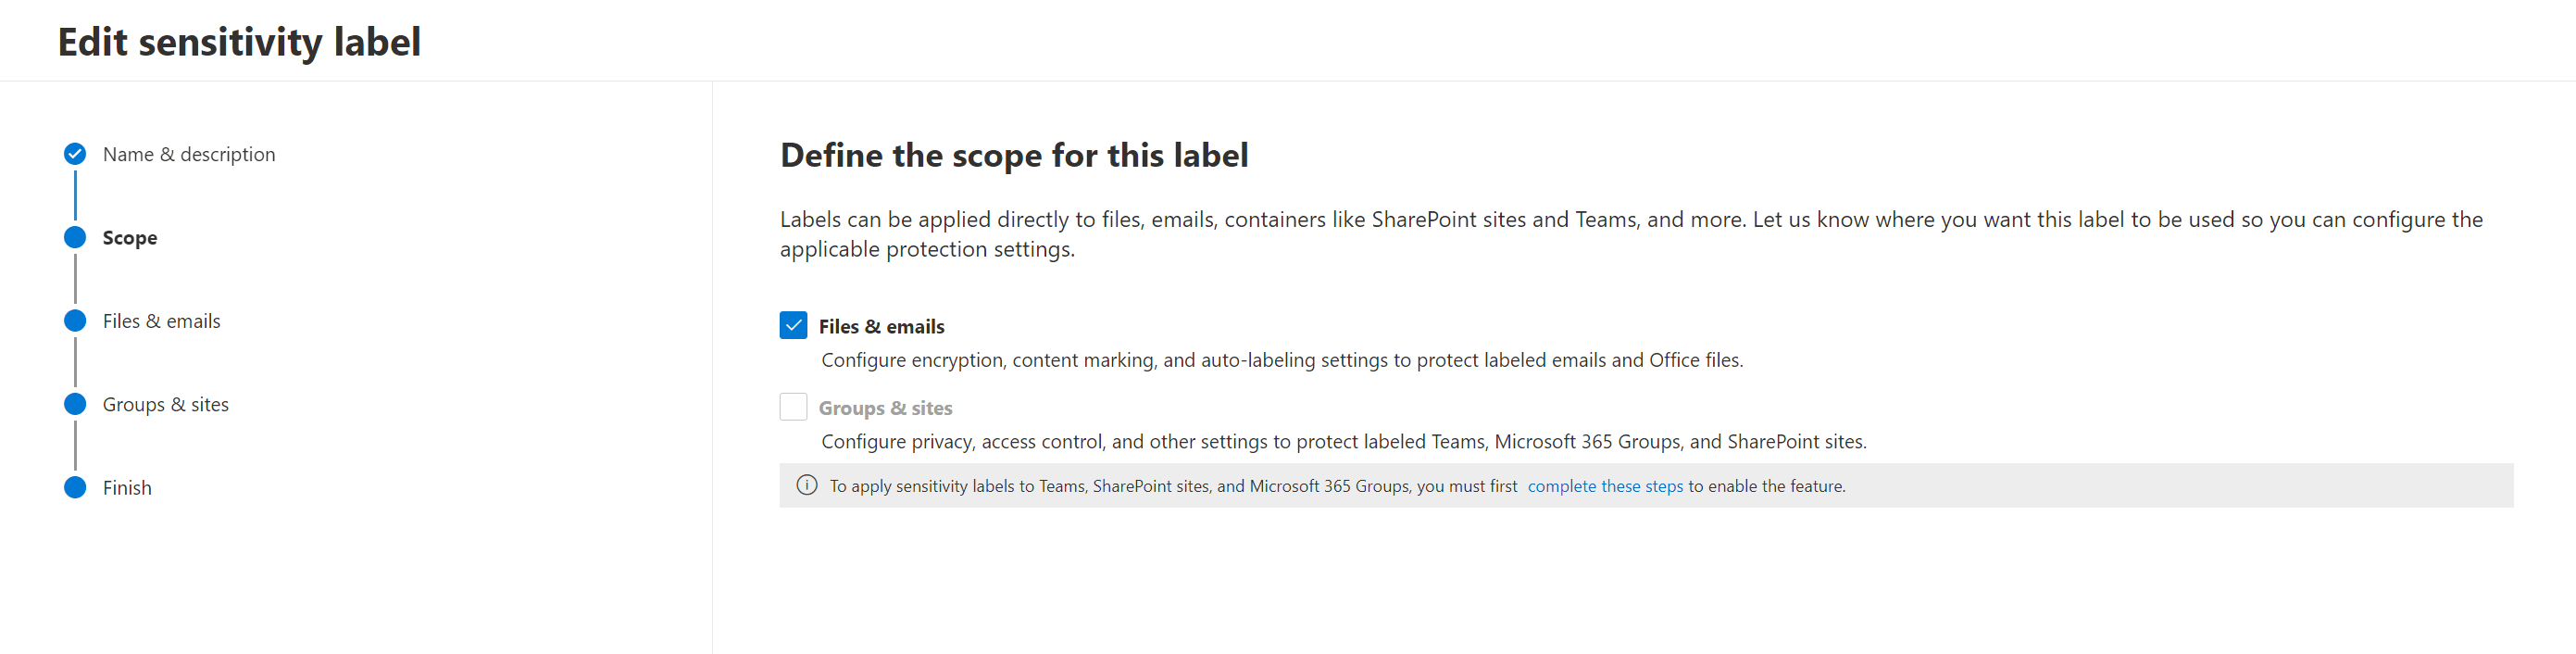 Edit sensitivity label
Name & description
Scope
Files & emails
Groups & sites
Finish
Define the scope for this label
Labels can be applied directly to files, emails, containers like SharePoint sites and Teams, and more. Let us know where you want this label to be used so you can configure the
applicable protection settings.
Files & emails
Configure encryption, content marking, and auto-labeling settings to protect labeled emails and Office files.
Groups & sites
Configure privacy, access control, and other settings to protect labeled Teams, Microsoft 365 Groups, and SharePoint sites.
To apply sensitivity labels to Teams, SharePoint sites, and Microsoft 365 Groups, you must first complete these steps to enable the feature.